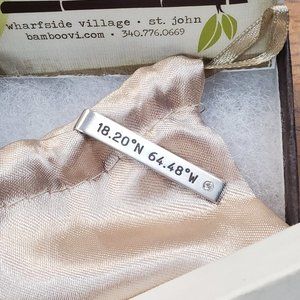 wharfside village · st. john
bamboovi.com · 340.776.0669
18.20°N 64.48°W